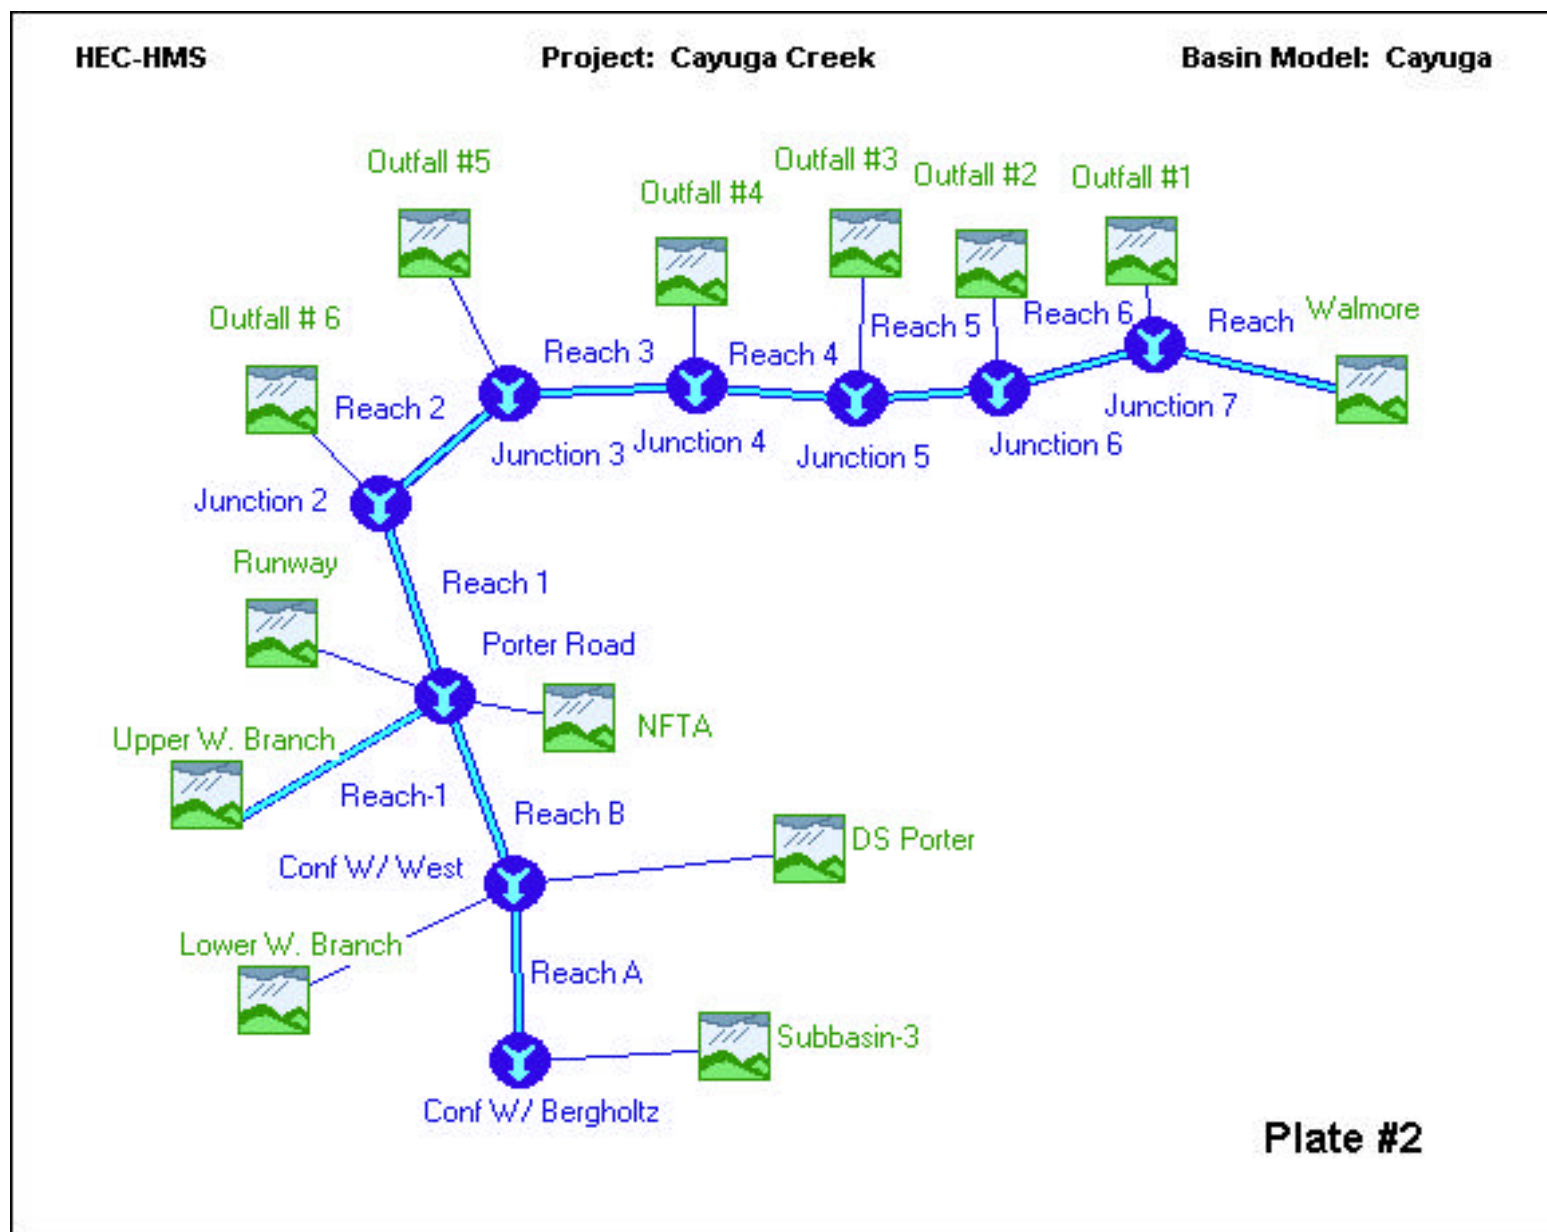 HEC-HMS Project: Cayuga Creek Basin Model: Cayuga
Outfall #5
Outfall #4
Outfall #3
Outfall #2
Outfall #1
Outfall # 6
Reach 2
Reach 3
Reach 4
Reach 5
Reach 6
Reach
Walmore
Junction 2
Junction 3
Junction 4
Junction 5
Junction 6
Junction 7
Runway
Reach 1
Porter Road
NFTA
Upper W. Branch
Reach-1
Reach B
Conf W/ West
DS Porter
Lower W. Branch
Reach A
Subbasin-3
Conf W/ Bergholtz
Plate #2